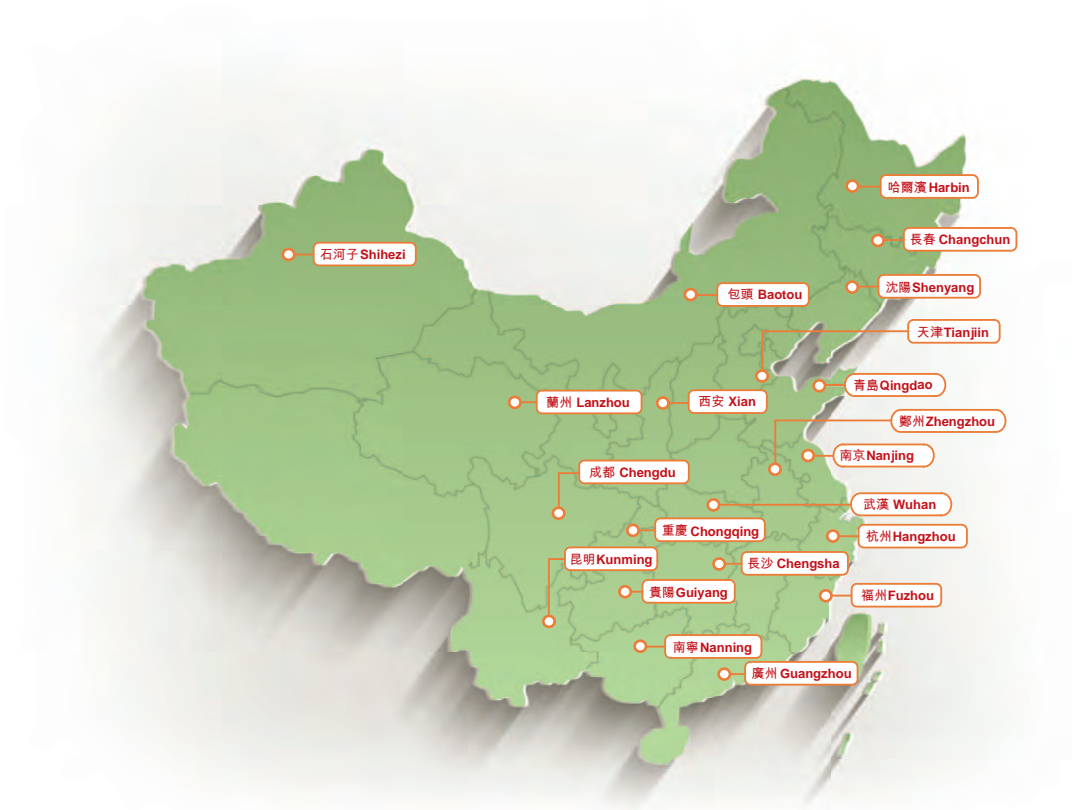 哈爾濱 Harbin
長春 Changchun
石河子 Shihezi
沈陽 Shenyang
包頭 Baotou
天津 Tianjiin
青島 Qingdao
蘭州 Lanzhou
西安 Xian
鄭州 Zhengzhou
南京 Nanjing
成都 Chengdu
武漢 Wuhan
重慶 Chongqing
杭州 Hangzhou
昆明 Kunming
長沙 Chengsha
貴陽 Guiyang
福州 Fuzhou
南寧 Nanning
廣州 Guangzhou